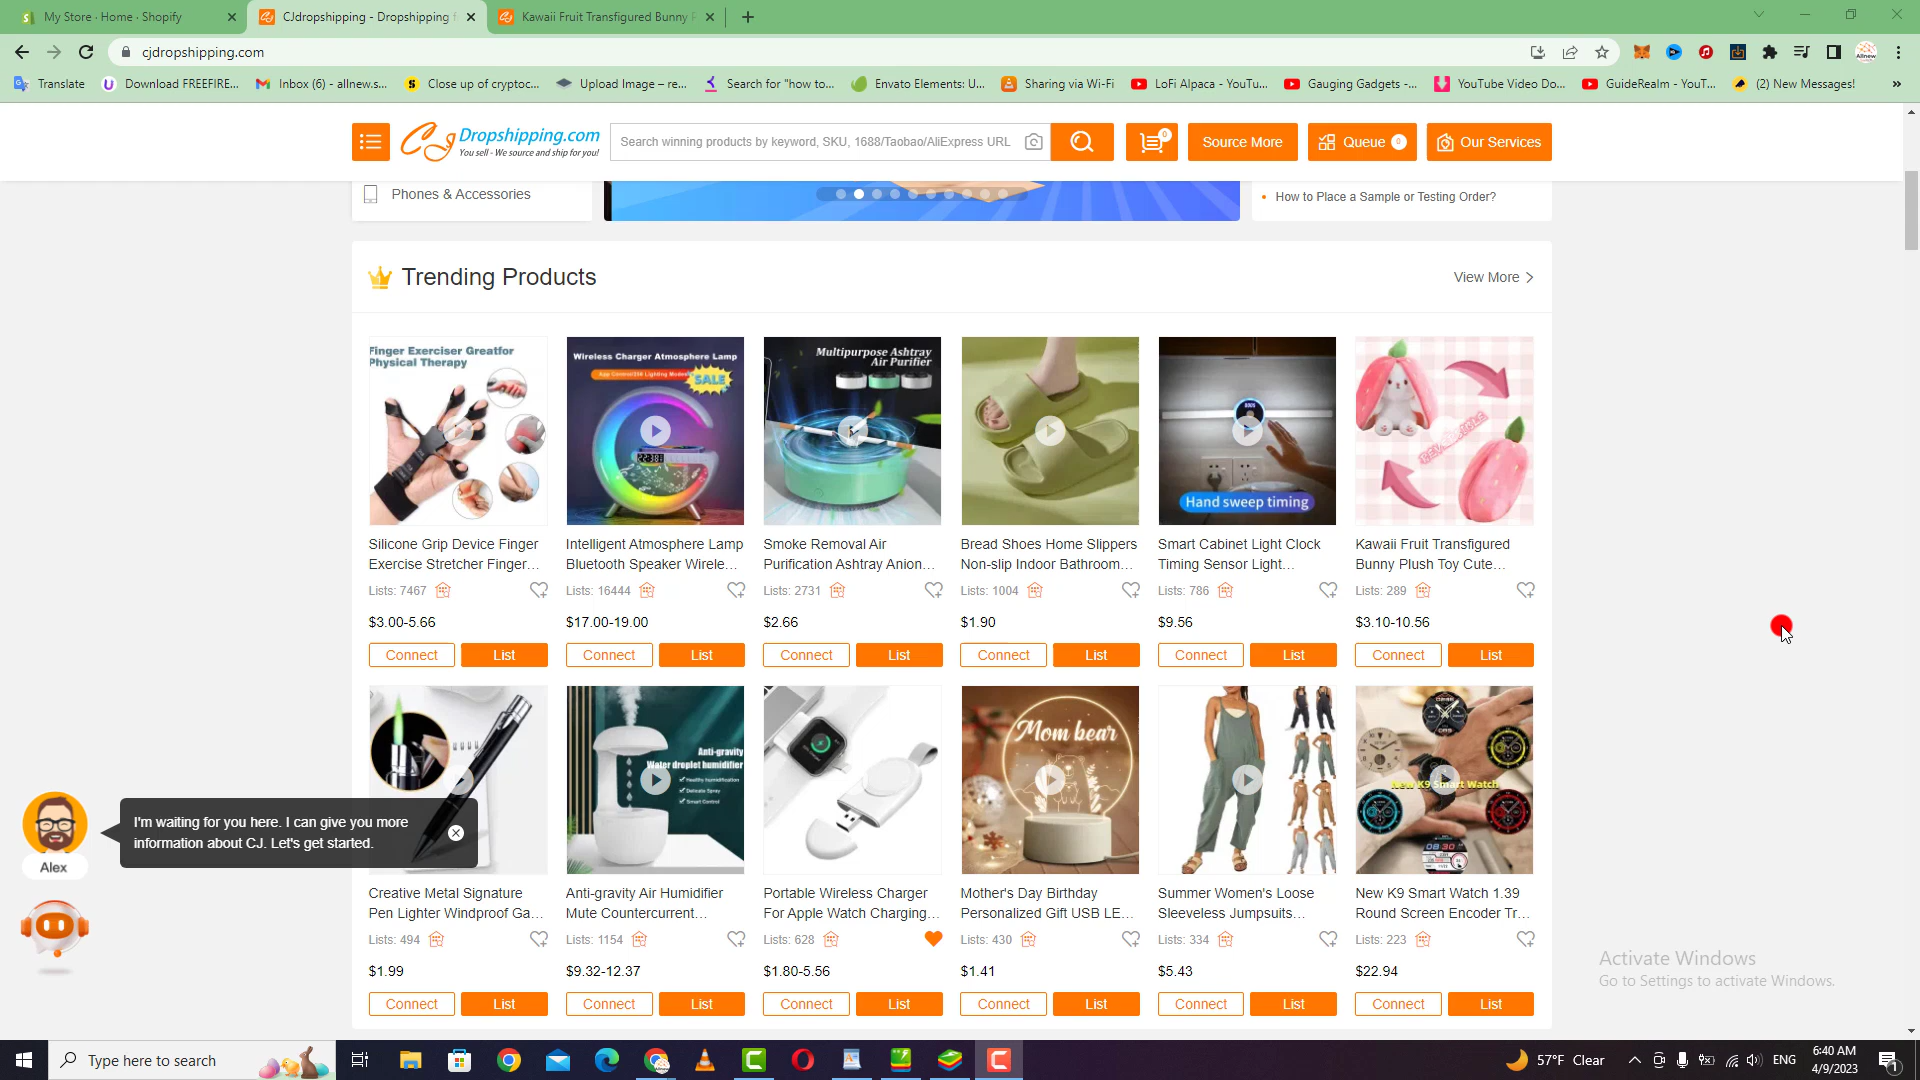 My Store · Home · Shopify
CJdropshipping - Dropshipping f
Kawaii Fruit Transfigured Bunny P
cjdropshipping.com
Translate
Download FREEFIRE...
Inbox (6) - allnew.s...
Close up of cryptoc...
Upload Image – re...
Search for "how to...
Envato Elements: U...
Sharing via Wi-Fi
LoFi Alpaca - YouTu...
Gauging Gadgets -...
YouTube Video Do...
GuideRealm - YouT...
(2) New Messages!
»
CJ Dropshipping.com
You sell - We source and ship for you!
Search winning products by keyword, SKU, 1688/Taobao/AliExpress URL
0
Source More
Queue 0
Our Services
Phones & Accessories
• How to Place a Sample or Testing Order?
Trending Products
View More >
Finger Exerciser Greatfor
Physical Therapy
Wireless Charger Atmosphere Lamp
SALE
Multipurpose Ashtray
Air Purifier
Hand sweep timing
REVERSIBLE
Silicone Grip Device Finger
Exercise Stretcher Finger...
Lists: 7467
$3.00-5.66
Connect
List
Intelligent Atmosphere Lamp
Bluetooth Speaker Wirele...
Lists: 16444
$17.00-19.00
Connect
List
Smoke Removal Air
Purification Ashtray Anion...
Lists: 2731
$2.66
Connect
List
Bread Shoes Home Slippers
Non-slip Indoor Bathroom...
Lists: 1004
$1.90
Connect
List
Smart Cabinet Light Clock
Timing Sensor Light...
Lists: 786
$9.56
Connect
List
Kawaii Fruit Transfigured
Bunny Plush Toy Cute...
Lists: 289
$3.10-10.56
Connect
List
Anti-gravity
Water droplet humidifier
Healthy humidification
Delicate Spray
Smart Control
Mom bear
New K9 Smart Watch
08:30
Creative Metal Signature
Pen Lighter Windproof Ga...
Lists: 494
$1.99
Connect
List
Anti-gravity Air Humidifier
Mute Countercurrent...
Lists: 1154
$9.32-12.37
Connect
List
Portable Wireless Charger
For Apple Watch Charging...
Lists: 628
$1.80-5.56
Connect
List
Mother's Day Birthday
Personalized Gift USB LE...
Lists: 430
$1.41
Connect
List
Summer Women's Loose
Sleeveless Jumpsuits...
Lists: 334
$5.43
Connect
List
New K9 Smart Watch 1.39
Round Screen Encoder Tr...
Lists: 223
$22.94
Connect
List
I'm waiting for you here. I can give you more
information about CJ. Let's get started.
Alex
Activate Windows
Go to Settings to activate Windows.
Type here to search
57°F Clear
ENG
6:40 AM
4/9/2023
1